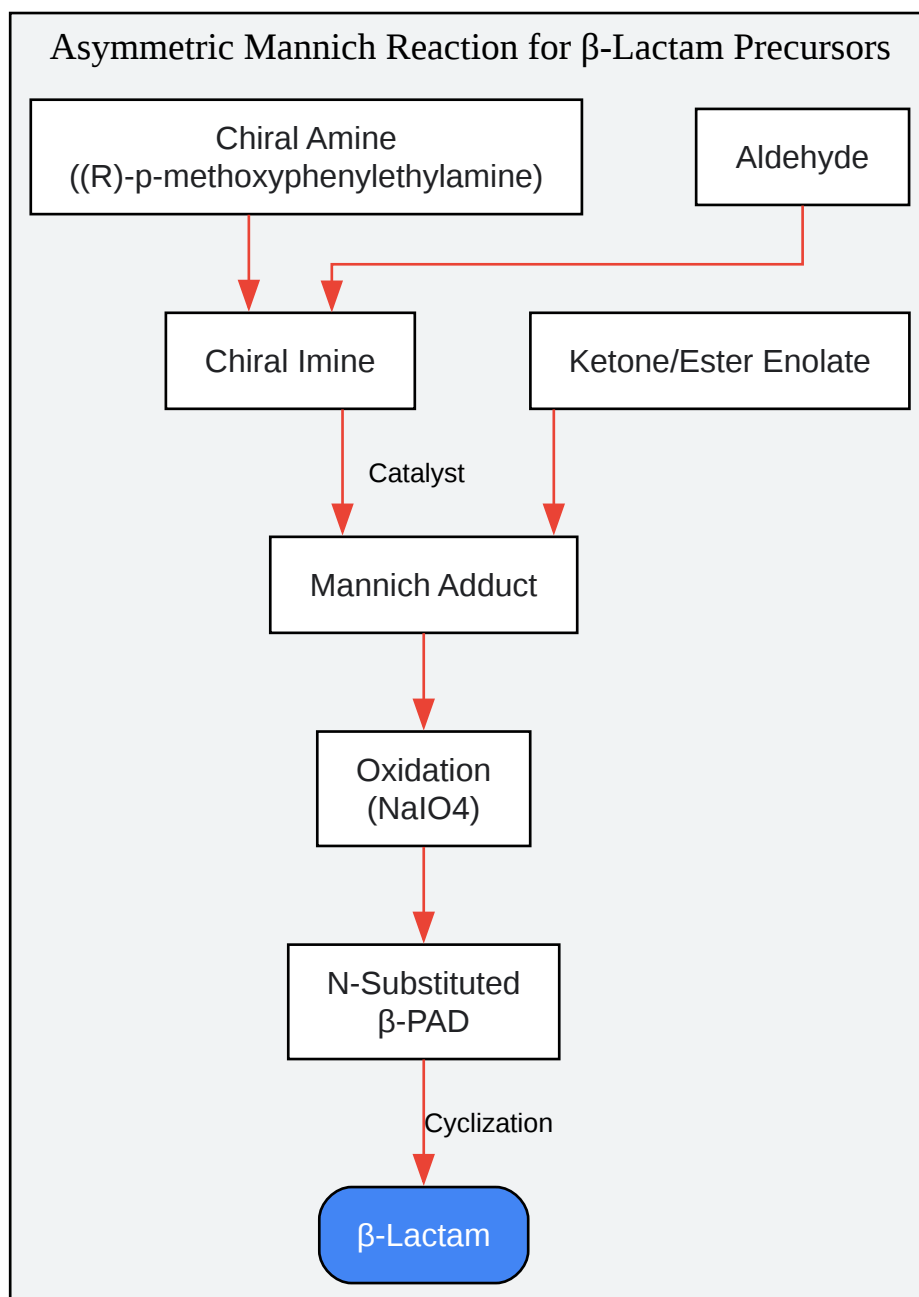 Asymmetric Mannich Reaction for β-Lactam Precursors
Chiral Amine
((R)-p-methoxyphenylethylamine)
Aldehyde
Chiral Imine
Ketone/Ester Enolate
Catalyst
Mannich Adduct
Oxidation
(NaIO4)
N-Substituted
β-PAD
Cyclization
β-Lactam